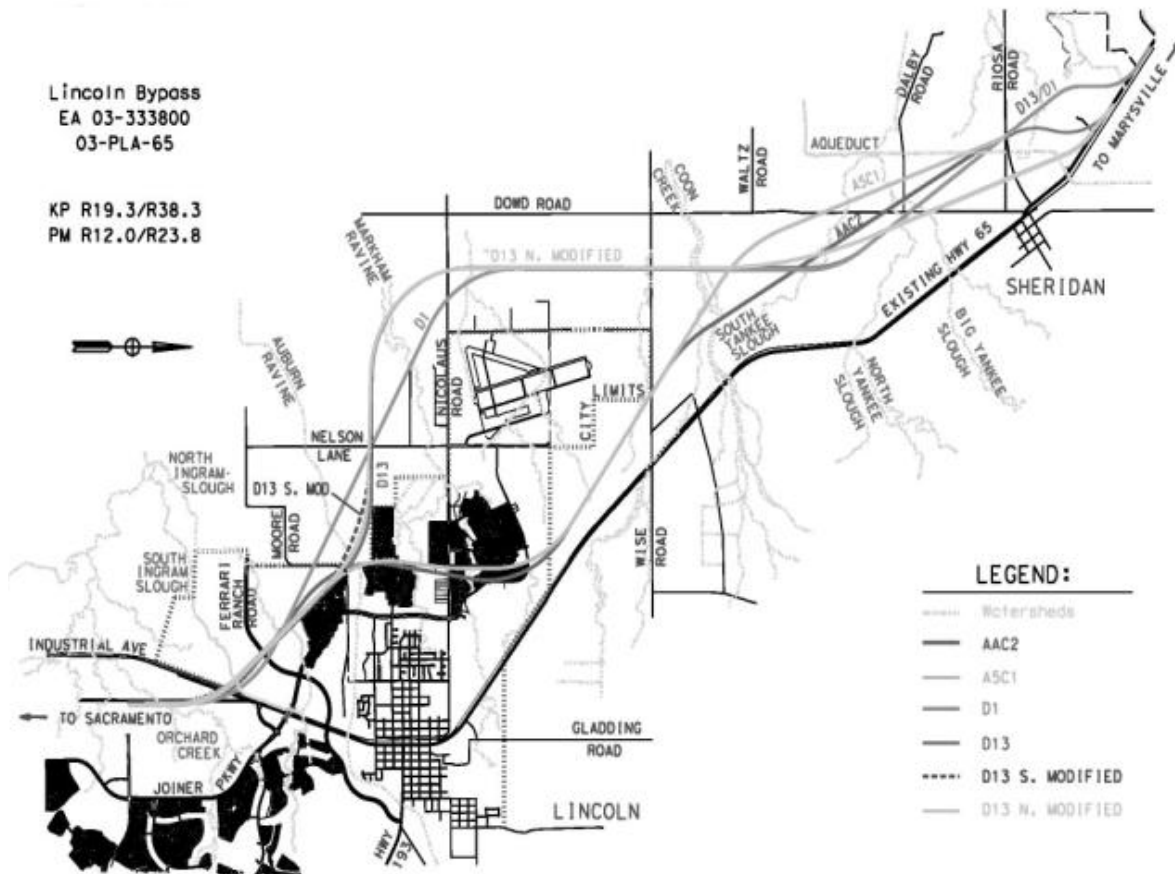 Lincoln Bypass
EA 03-333800
03-PLA-65
KP R19.3/R38.3
PM R12.0/R23.8
DALBY
ROAD
RIOSA
ROAD
D13/D1
TO MARYSVILLE
AQUEDUCT
WALTZ
ROAD
COON
CREEK
A5C1
DOWD ROAD
AAC2
MARKHAM
RAVINE
"D13 N. MODIFIED
EXISTING HWY 65
SHERIDAN
D1
SOUTH
YANKEE
SLOUGH
BIG YANKEE
SLOUGH
NORTH
YANKEE
SLOUGH
AUBURN
RAVINE
NICOLAUS
ROAD
CITY
LIMITS
NELSON
LANE
NORTH
INGRAM-
SLOUGH
D13 S. MOD
D13
MOORE
ROAD
WISE
ROAD
SOUTH
INGRAM
SLOUGH
FERRARI
RANCH
ROAD
INDUSTRIAL AVE
TO SACRAMENTO
ORCHARD
CREEK
JOINER
PKWY
GLADDING
ROAD
LINCOLN
HWY
193
LEGEND:
Watersheds
AAC2
A5C1
D1
D13
D13 S. MODIFIED
D13 N. MODIFIED